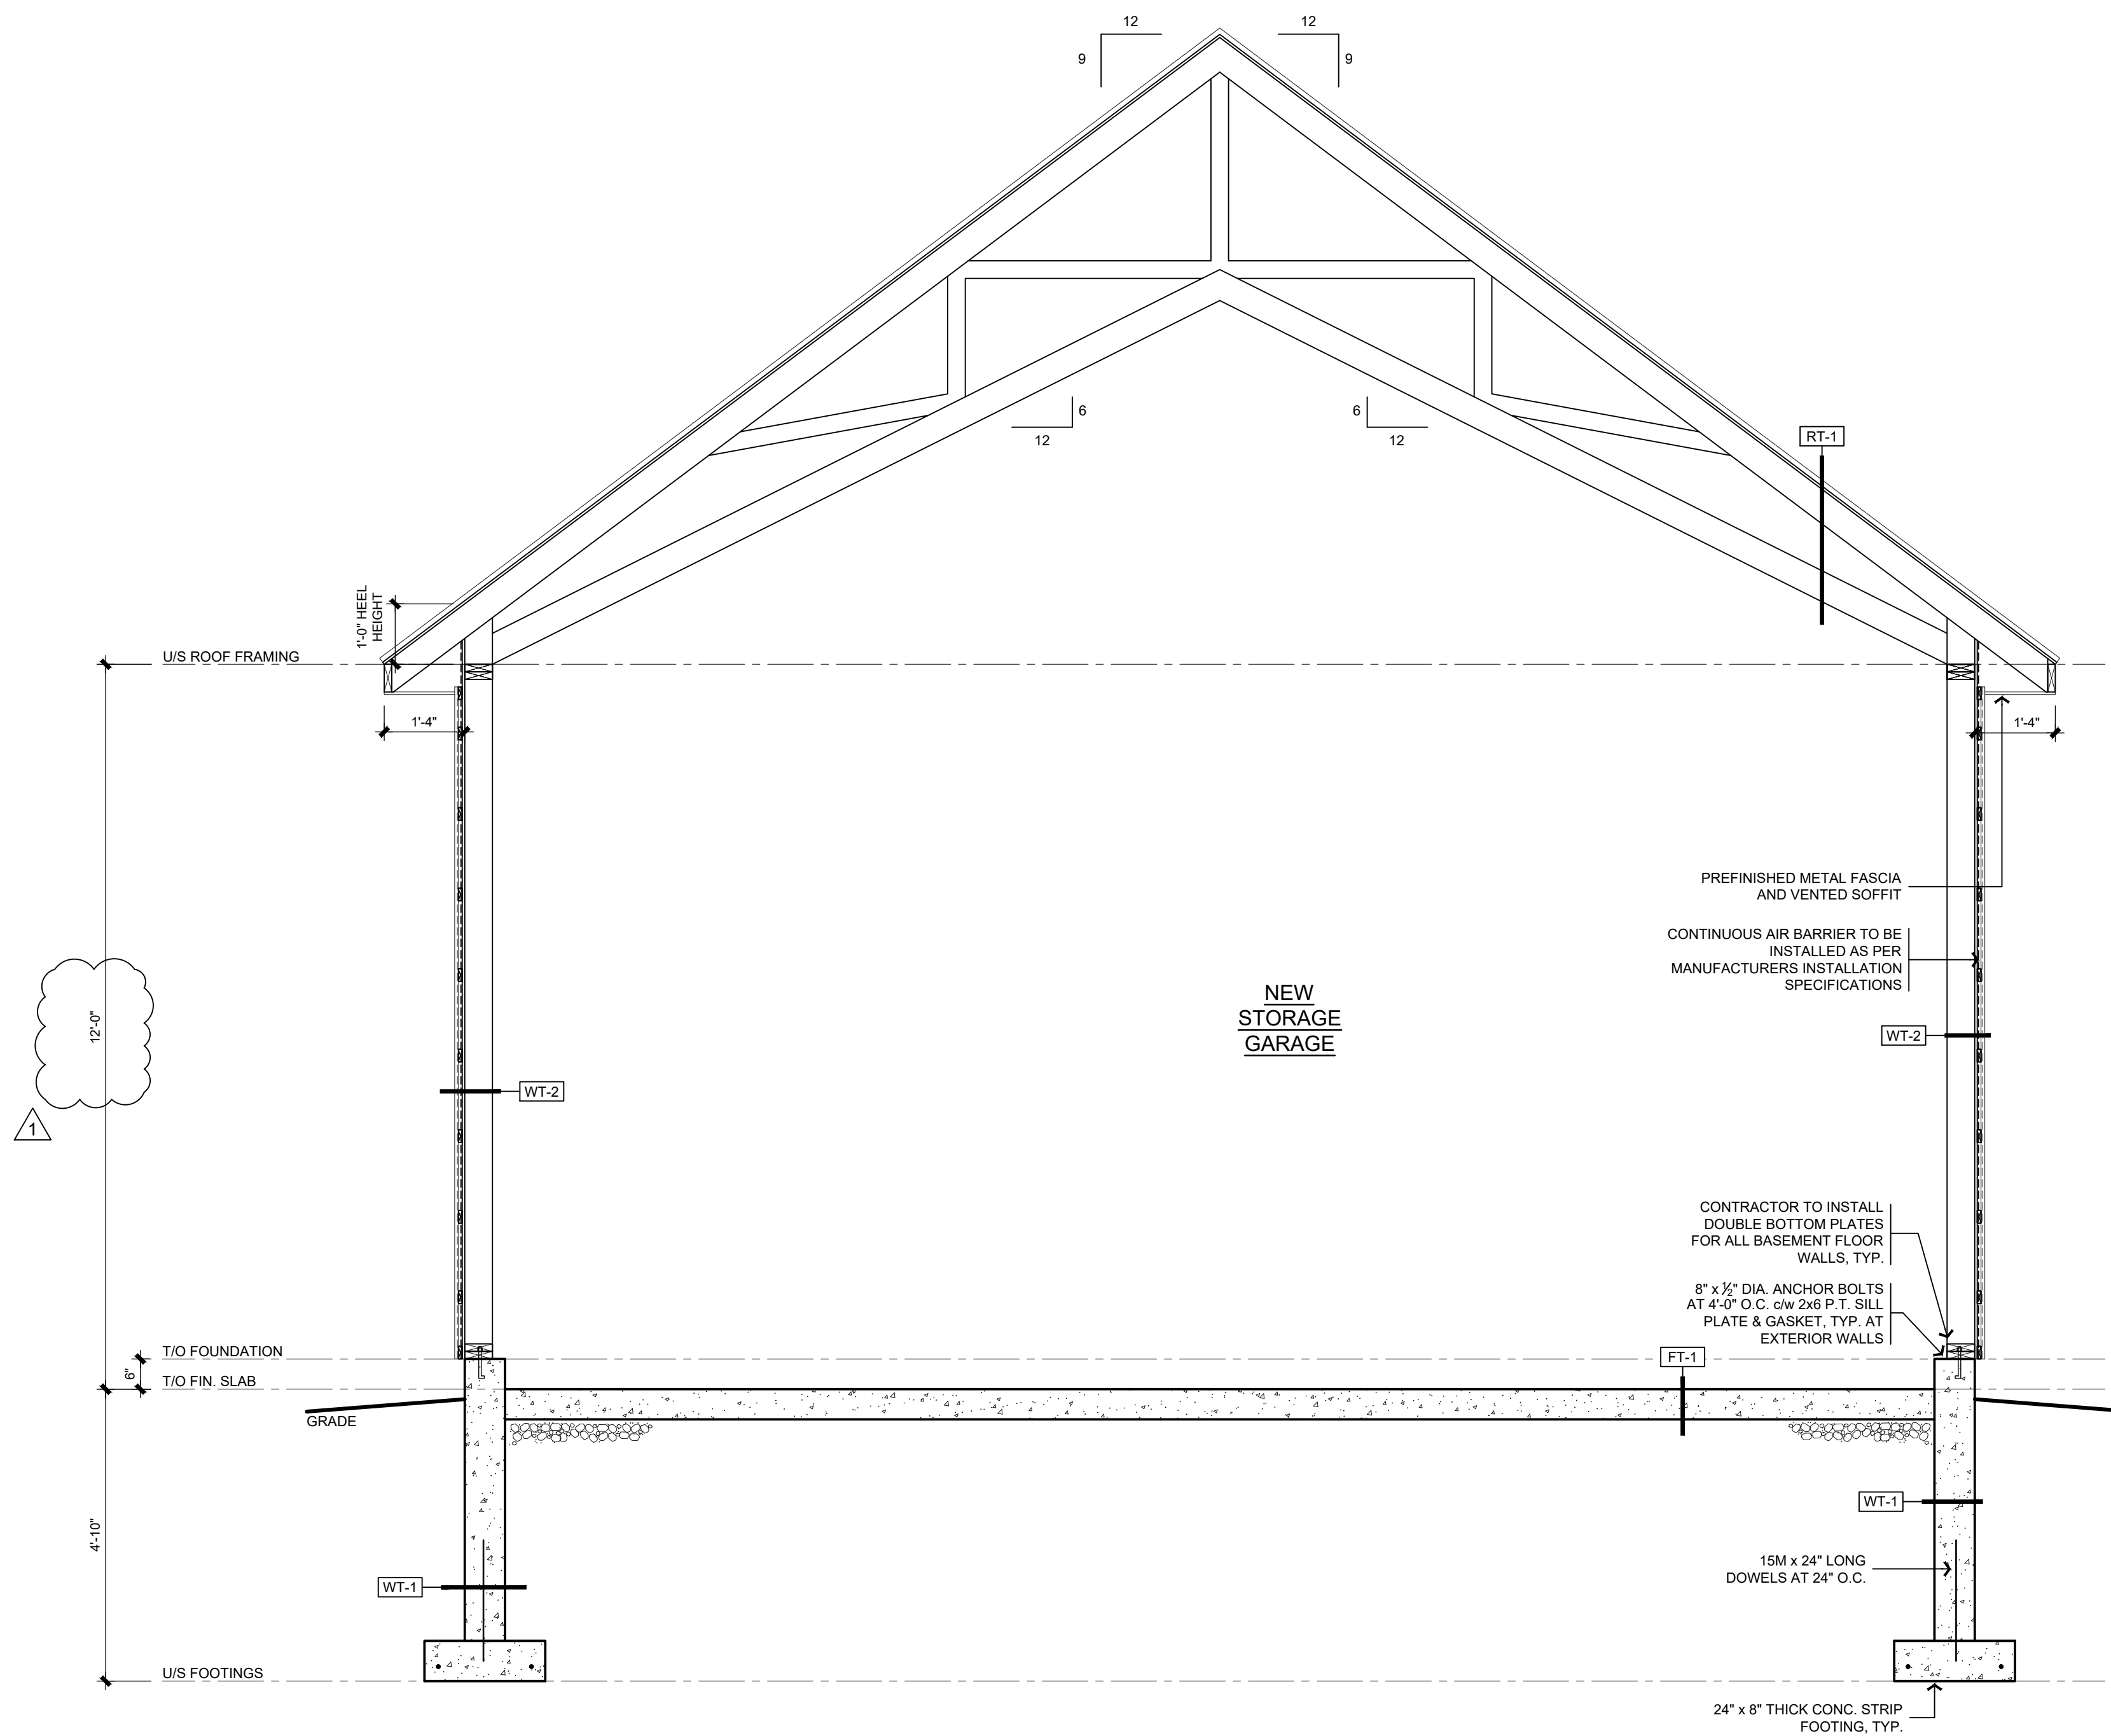 12
12
9
9
6
12
6
12
RT-1
1'-0" HEEL
HEIGHT
U/S ROOF FRAMING
1'-4"
1'-4"
PREFINISHED METAL FASCIA
AND VENTED SOFFIT
CONTINUOUS AIR BARRIER TO BE
INSTALLED AS PER
MANUFACTURERS INSTALLATION
SPECIFICATIONS
NEW
STORAGE
GARAGE
12'-0"
WT-2
WT-2
1
CONTRACTOR TO INSTALL
DOUBLE BOTTOM PLATES
FOR ALL BASEMENT FLOOR
WALLS, TYP.
8" x ½" DIA. ANCHOR BOLTS
AT 4'-0" O.C. c/w 2x6 P.T. SILL
PLATE & GASKET, TYP. AT
EXTERIOR WALLS
T/O FOUNDATION
FT-1
6"
T/O FIN. SLAB
GRADE
WT-1
4'-10"
15M x 24" LONG
DOWELS AT 24" O.C.
WT-1
U/S FOOTINGS
24" x 8" THICK CONC. STRIP
FOOTING, TYP.